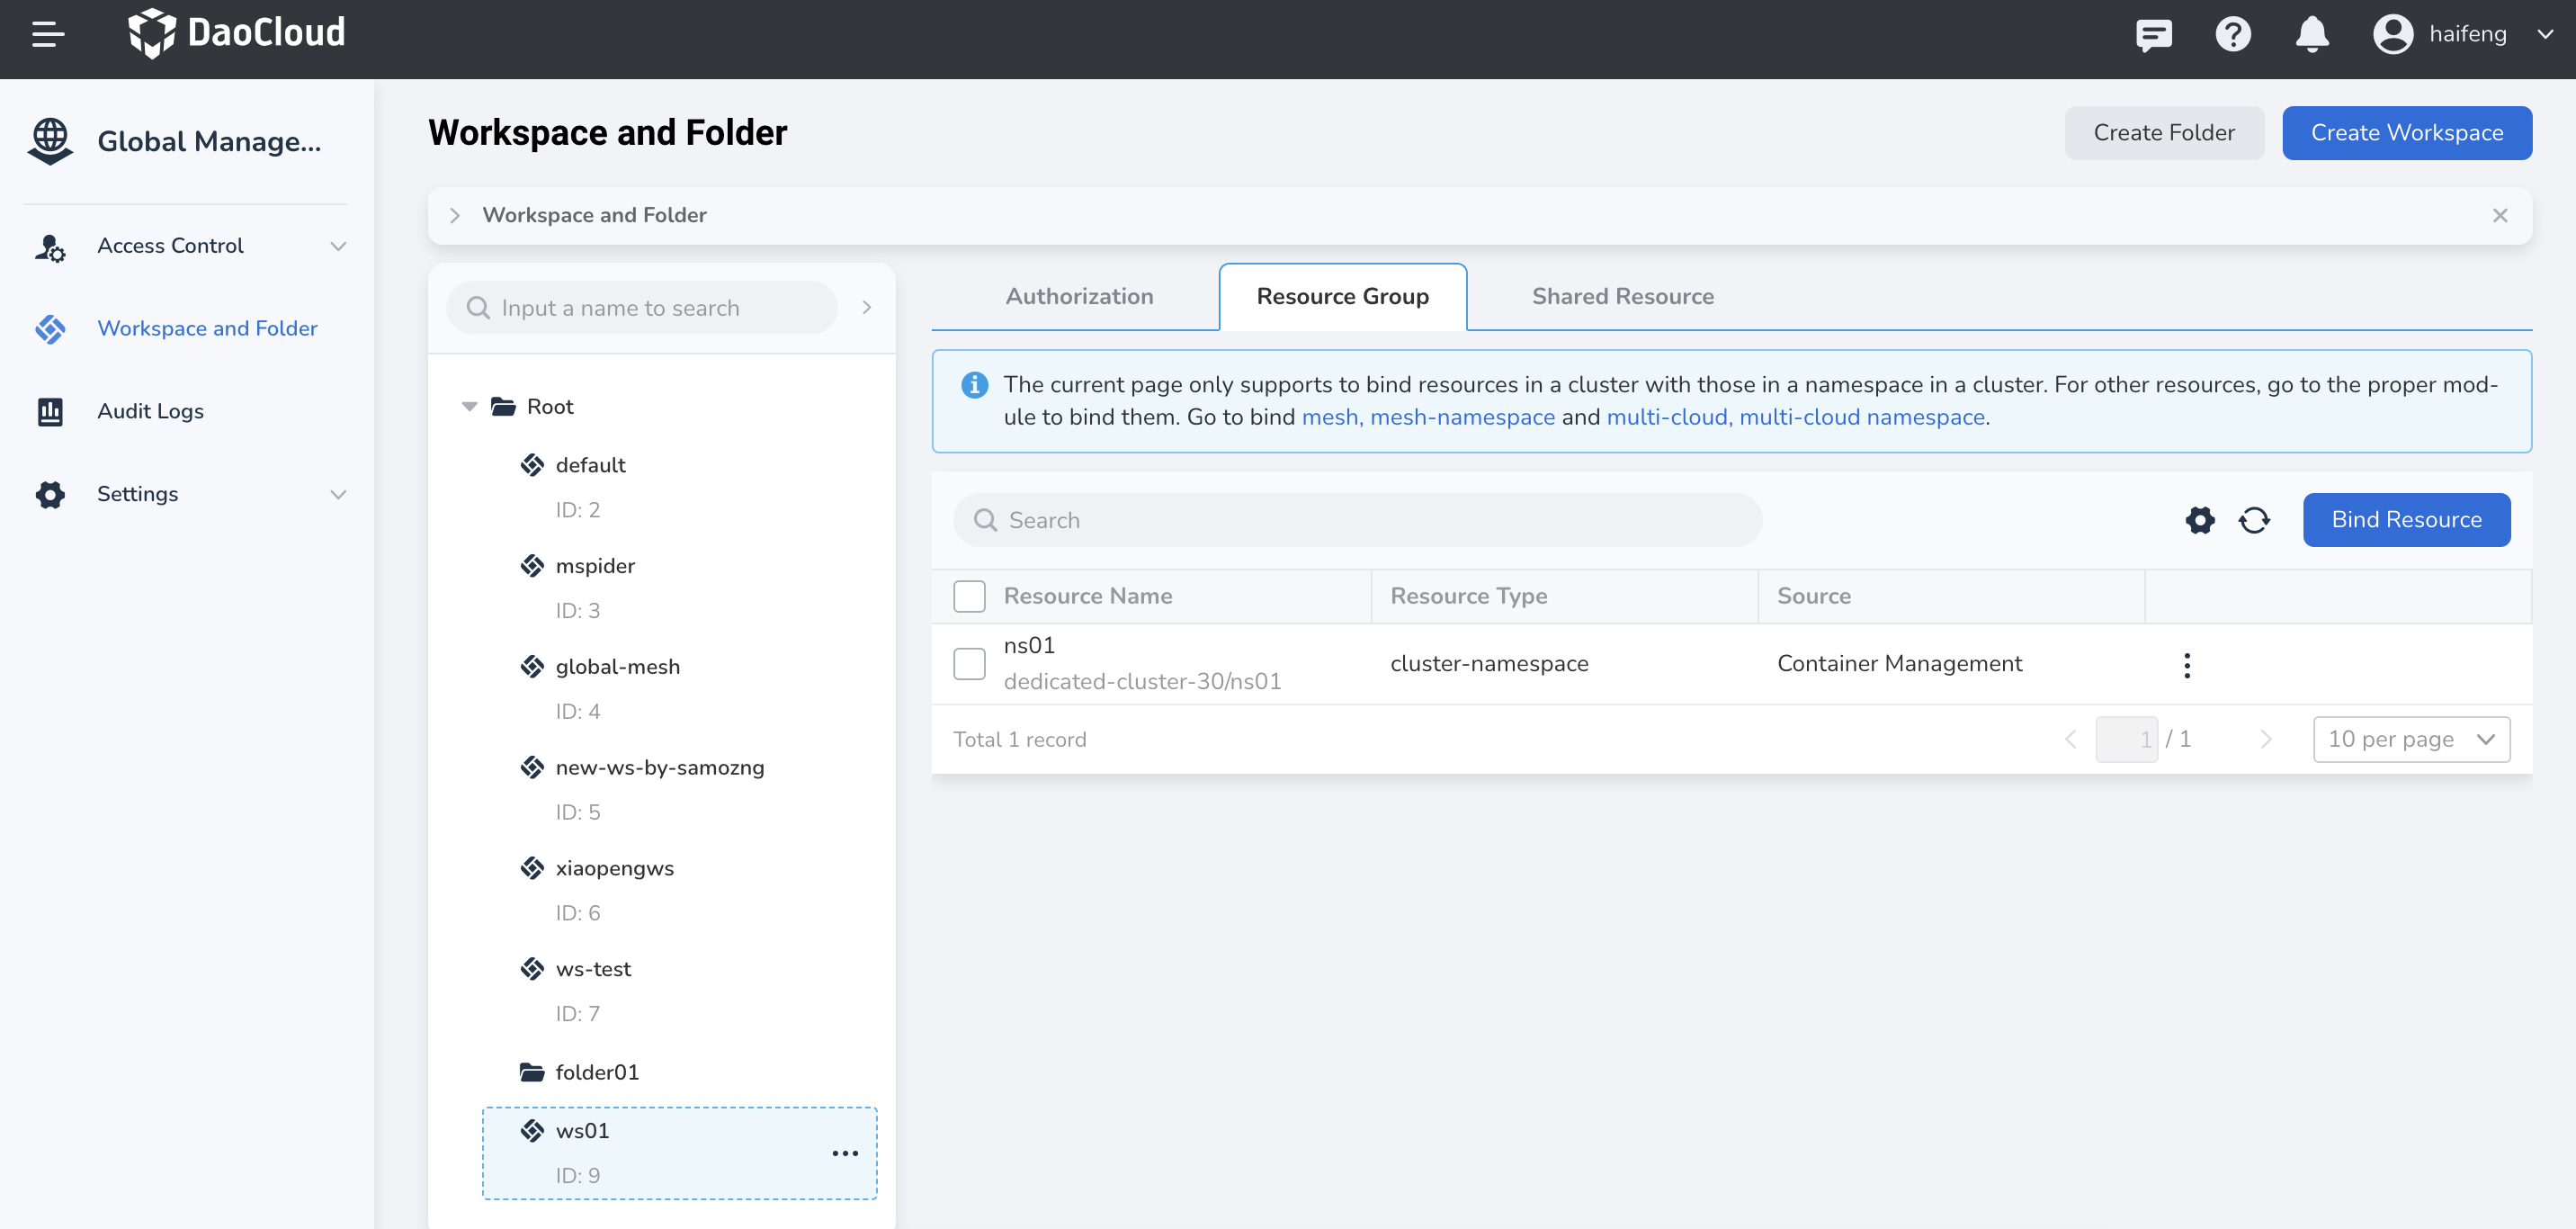 DaoCloud
haifeng
Global Manage...
Access Control
Workspace and Folder
Audit Logs
Settings
Workspace and Folder
Create Folder
Create Workspace
Workspace and Folder
Input a name to search
Root
default
ID: 2
mspider
ID: 3
global-mesh
ID: 4
new-ws-by-samozng
ID: 5
xiaopengws
ID: 6
ws-test
ID: 7
folder01
ws01
ID: 9
Authorization
Resource Group
Shared Resource
The current page only supports to bind resources in a cluster with those in a namespace in a cluster. For other resources, go to the proper mod-
ule to bind them. Go to bind mesh, mesh-namespace and multi-cloud, multi-cloud namespace.
Search
Bind Resource
Resource Name
Resource Type
Source
ns01
dedicated-cluster-30/ns01
cluster-namespace
Container Management
Total 1 record
1 / 1
10 per page